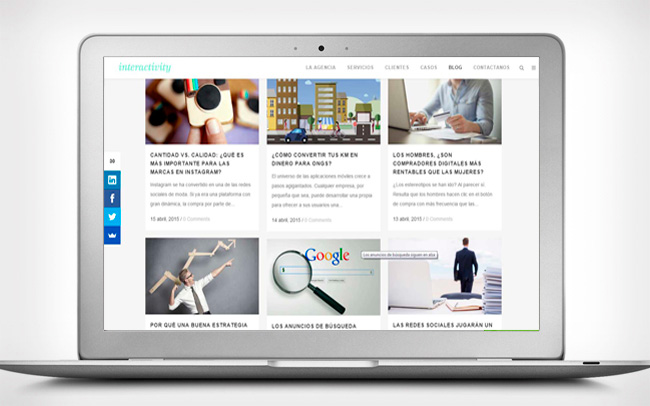 interactivity
LA AGENCIA SERVICIOS CLIENTES CASOS BLOG CONTÁCTANOS
CANTIDAD VS. CALIDAD: ¿QUÉ ES
MÁS IMPORTANTE PARA LAS
MARCAS EN INSTAGRAM?
Instagram se ha convertido en una de las redes
sociales de moda. Si ya era una plataforma con
gran dinámica, la compra por parte de...
15 abril, 2015 / 0 Comments
¿CÓMO CONVERTIR TUS KM EN
DINERO PARA ONGS?
El universo de las aplicaciones móviles crece a
pasos agigantados. Cualquier empresa, por
pequeña que sea, puede desarrollar una propia
para ofrecer a sus usuarios una...
14 abril, 2015 / 0 Comments
LOS HOMBRES, ¿SON
COMPRADORES DIGITALES MÁS
RENTABLES QUE LAS MUJERES?
¿Los estereotipos se han ido? Al parecer sí.
Resulta que los hombres hacen clic en el botón
de compra con más frecuencia que las...
13 abril, 2015 / 0 Comments
in
f
Google
Los anuncios de búsqueda siguen en alza
POR QUÉ UNA BUENA ESTRATEGIA
LOS ANUNCIOS DE BÚSQUEDA
LAS REDES SOCIALES JUGARÁN UN